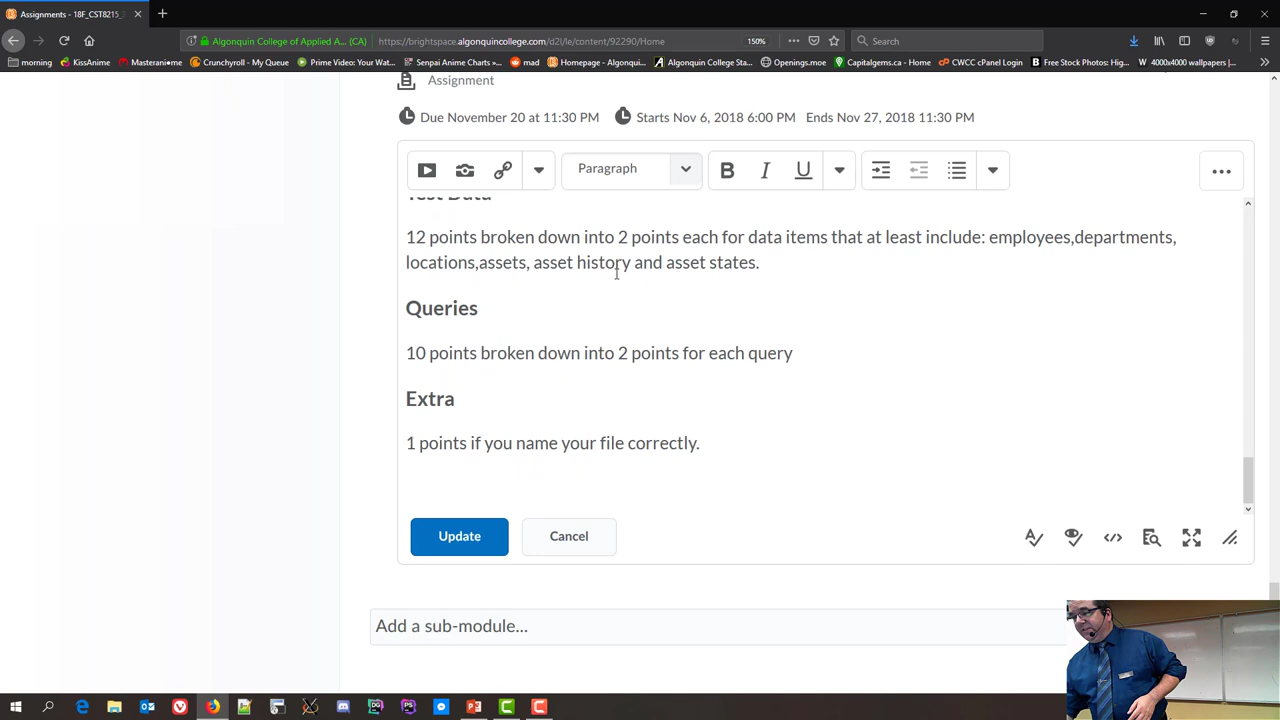 Assignments - 18F_CST8215_
Algonquin College of Applied A... (CA)
https://brightspace.algonquincollege.com/d2l/le/content/92290/Home
150%
Search
morning
KissAnime
Masterani●me
Crunchyroll - My Queue
Prime Video: Your Wat...
Senpai Anime Charts »...
mad
Homepage - Algonqui...
Algonquin College St...
Openings.moe
Capitalgems.ca - Home
CWCC cPanel Login
Free Stock Photos: Hig...
4000x4000 wallpapers |...
Assignment
Due November 20 at 11:30 PM
Starts Nov 6, 2018 6:00 PM
Ends Nov 27, 2018 11:30 PM
Paragraph
B I U
Test Data
12 points broken down into 2 points each for data items that at least include: employees,departments,
locations,assets, asset history and asset states.
Queries
10 points broken down into 2 points for each query
Extra
1 points if you name your file correctly.
Update
Cancel
Add a sub-module...